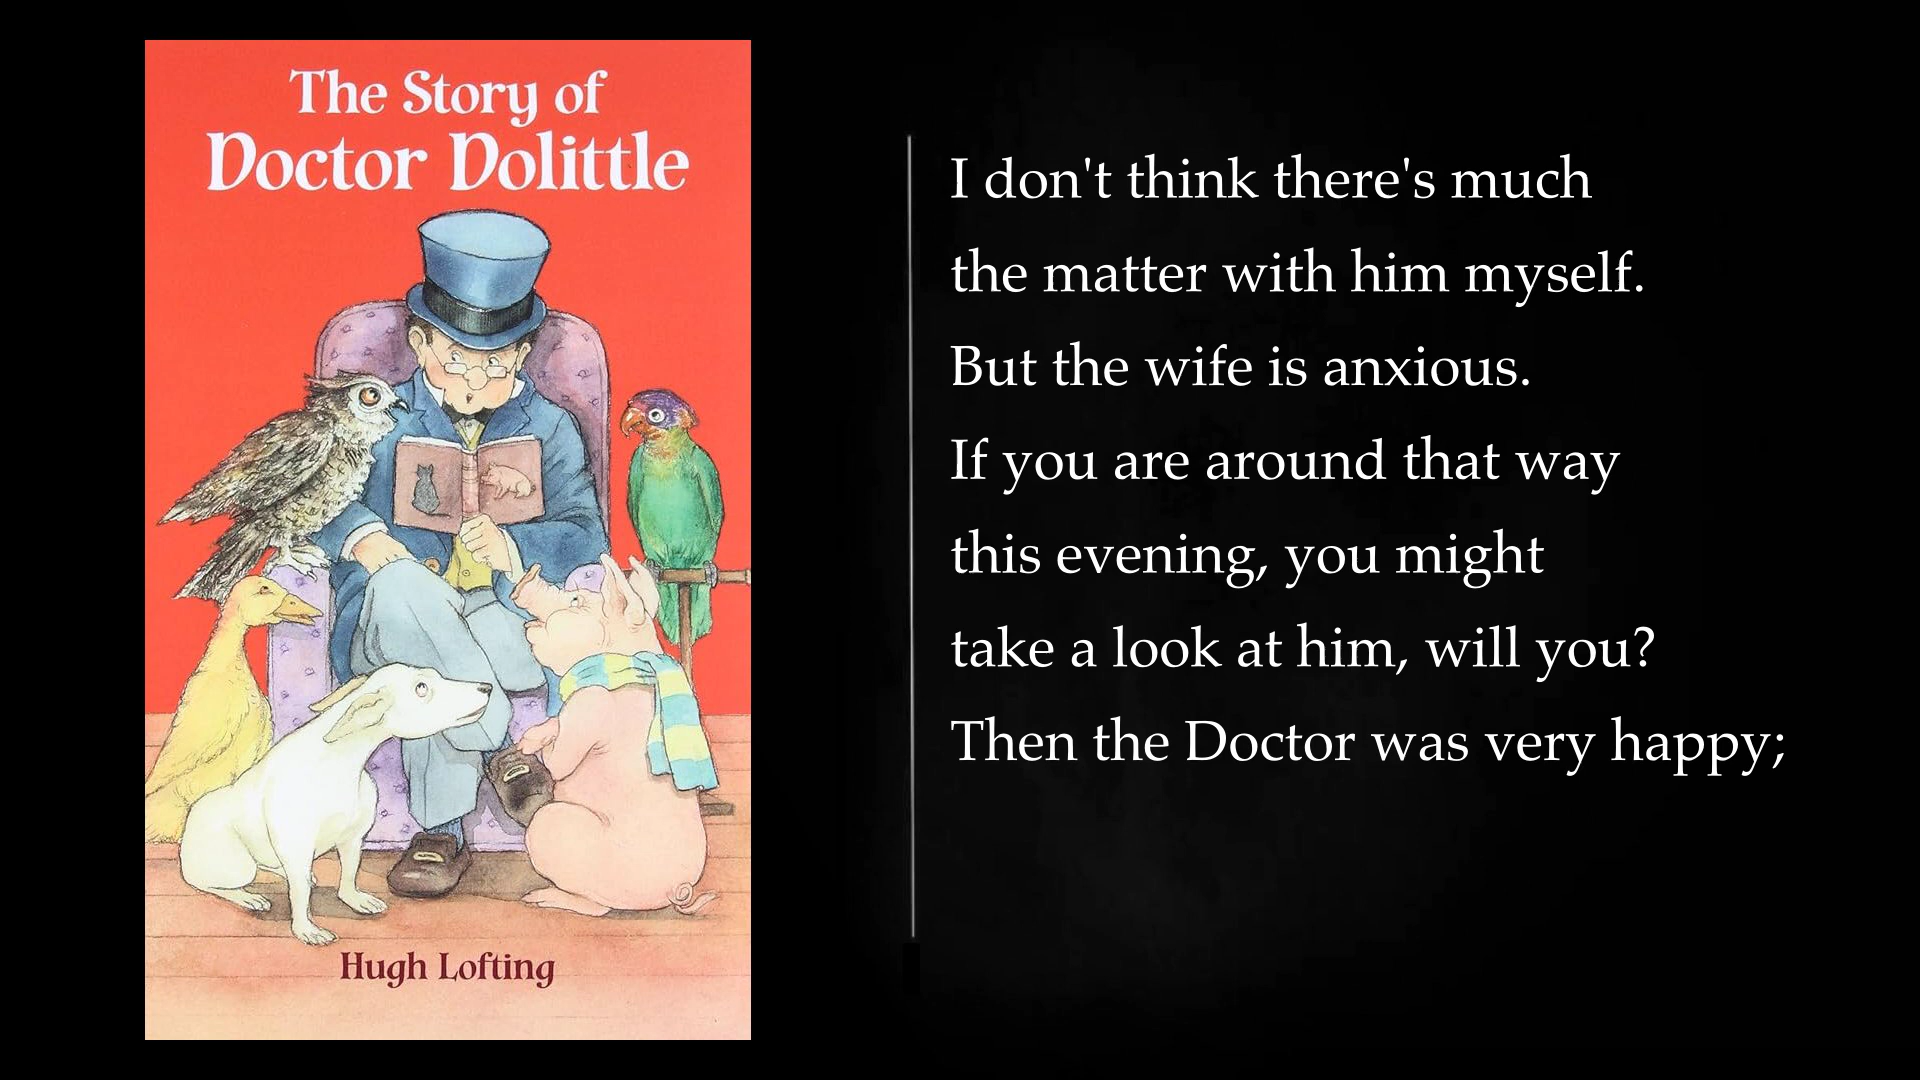 The Story of
Doctor Dolittle
Hugh Lofting
I don't think there's much
the matter with him myself.
But the wife is anxious.
If you are around that way
this evening, you might
take a look at him, will you?
Then the Doctor was very happy;